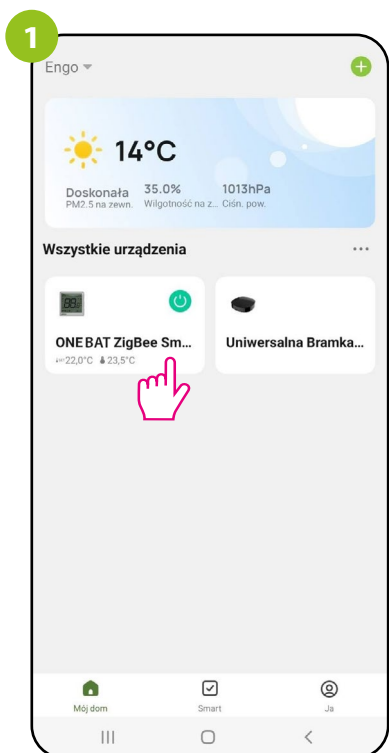 1
Engo
14°C
Doskonała 35.0% 1013hPa
PM2.5 na zewn. Wilgotność na z... Ciśn. pow.
Wszystkie urządzenia
ONE BAT ZigBee Sm...
22,0°C 23,5°C
Uniwersalna Bramka...
Mój dom Smart Ja